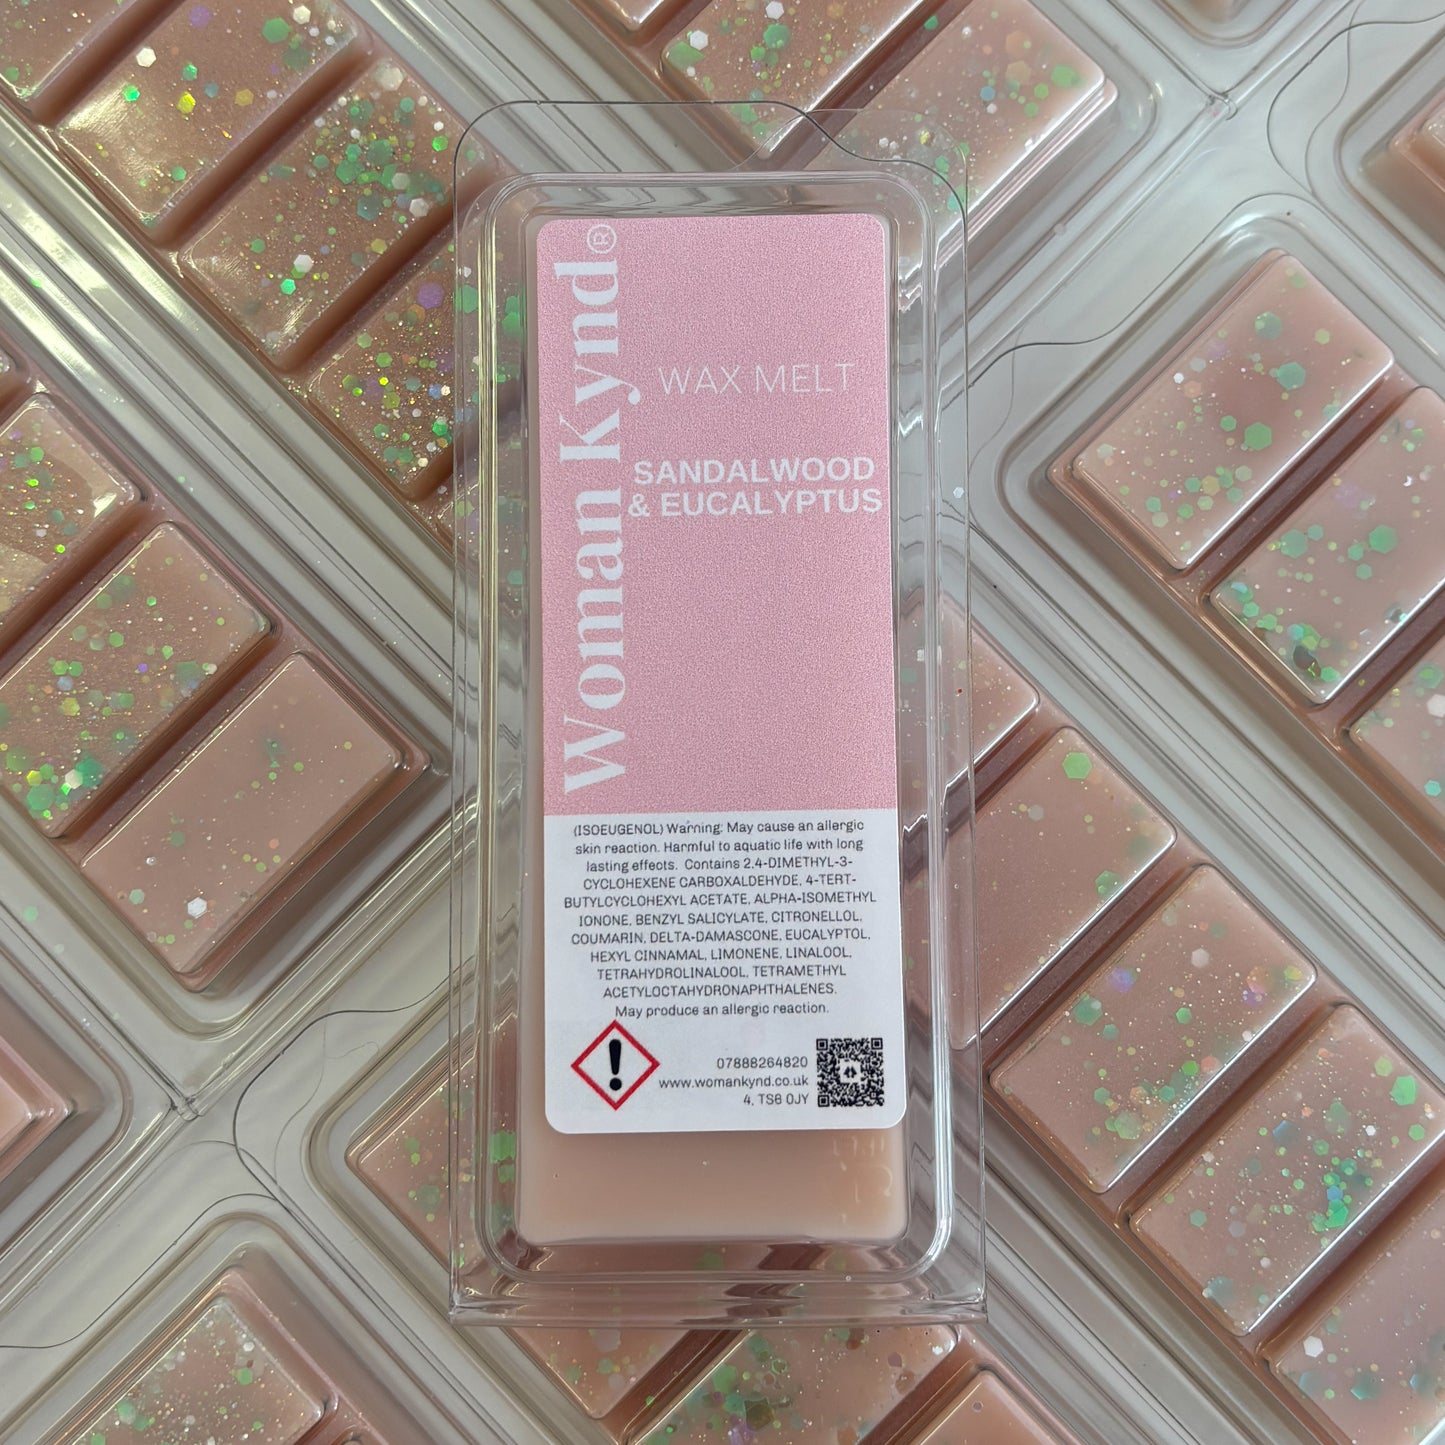 Woman Kynd®
WAX MELT
SANDALWOOD
& EUCALYPTUS
(ISOEUGENOL) Warning: May cause an allergic
skin reaction. Harmful to aquatic life with long
lasting effects. Contains 2.4-DIMETHYL-3-
CYCLOHEXENE CARBOXALDEHYDE, 4-TERT-
BUTYLCYCLOHEXYL ACETATE, ALPHA-ISOMETHYL
IONONE, BENZYL SALICYLATE, CITRONELLOL,
COUMARIN, DELTA-DAMASCONE, EUCALYPTOL,
HEXYL CINNAMAL, LIMONENE, LINALOOL,
TETRAHYDROLINALOOL, TETRAMETHYL
ACETYLOCTAHYDRONAPHTHALENES.
May produce an allergic reaction.
07888264820
www.womankynd.co.uk
4, TS6 0JY